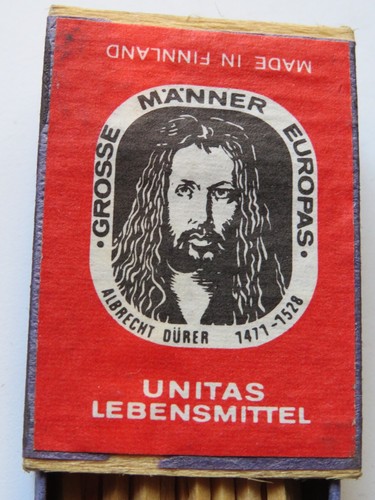 MADE IN FINNLAND
·GROSSE MÄNNER EUROPAS·
ALBRECHT DÜRER 1471-1528
UNITAS
LEBENSMITTEL